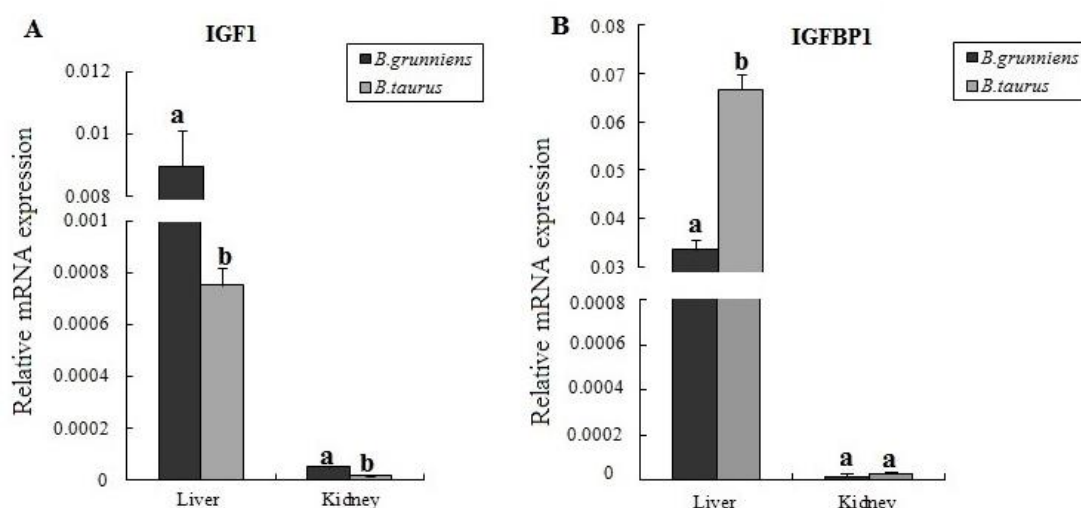 A
IGF1
B.grunniens
B.taurus
Relative mRNA expression
0.012
0.01
0.008
0.001
0.0008
0.0006
0.0004
0.0002
0
a
b
a
b
Liver
Kidney
B
IGFBP1
B.grunniens
B.taurus
Relative mRNA expression
0.08
0.07
0.06
0.05
0.04
0.03
0.0008
0.0006
0.0004
0.0002
0
a
b
a
a
Liver
Kidney